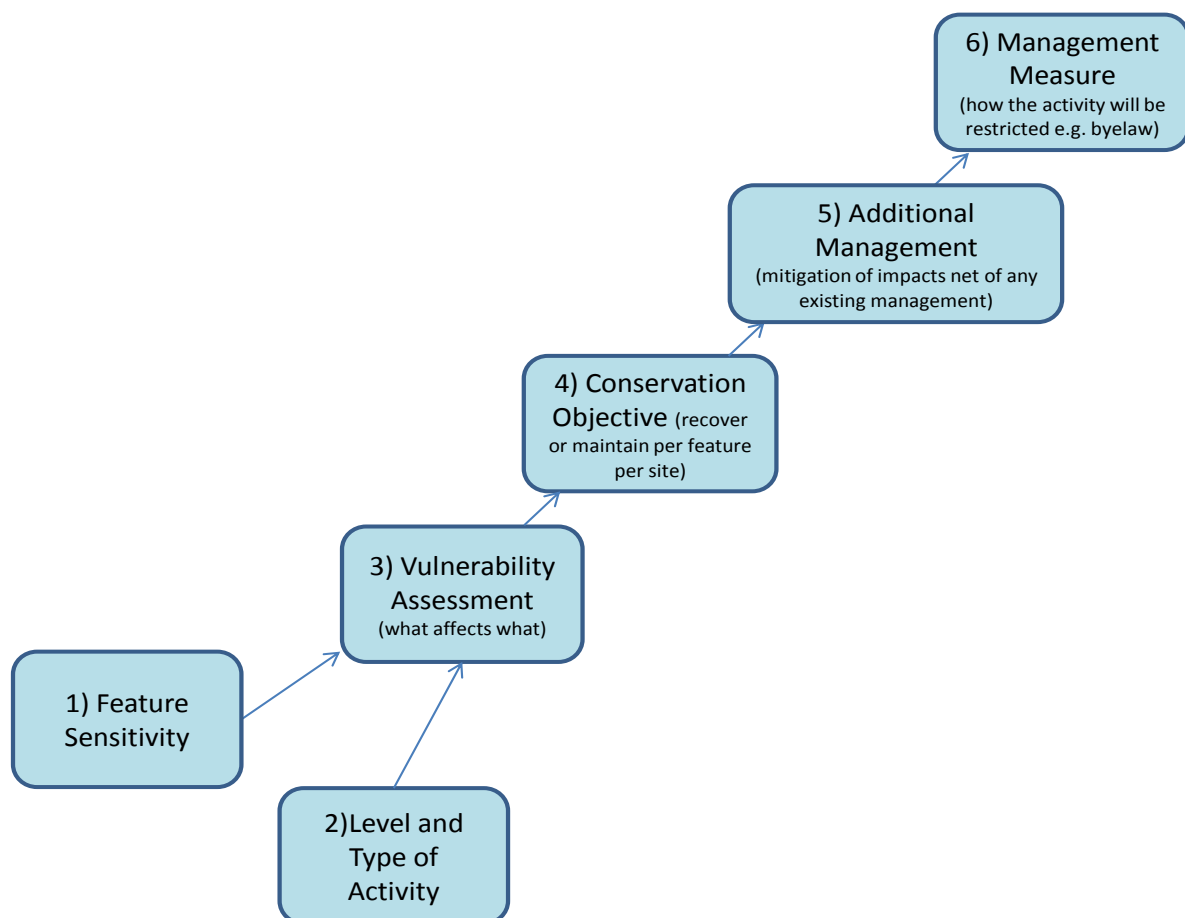 6) Management
Measure
(how the activity will be
restricted e.g. byelaw)
5) Additional
Management
(mitigation of impacts net of any
existing management)
4) Conservation
Objective (recover
or maintain per feature
per site)
3) Vulnerability
Assessment
(what affects what)
1) Feature
Sensitivity
2)Level and
Type of
Activity